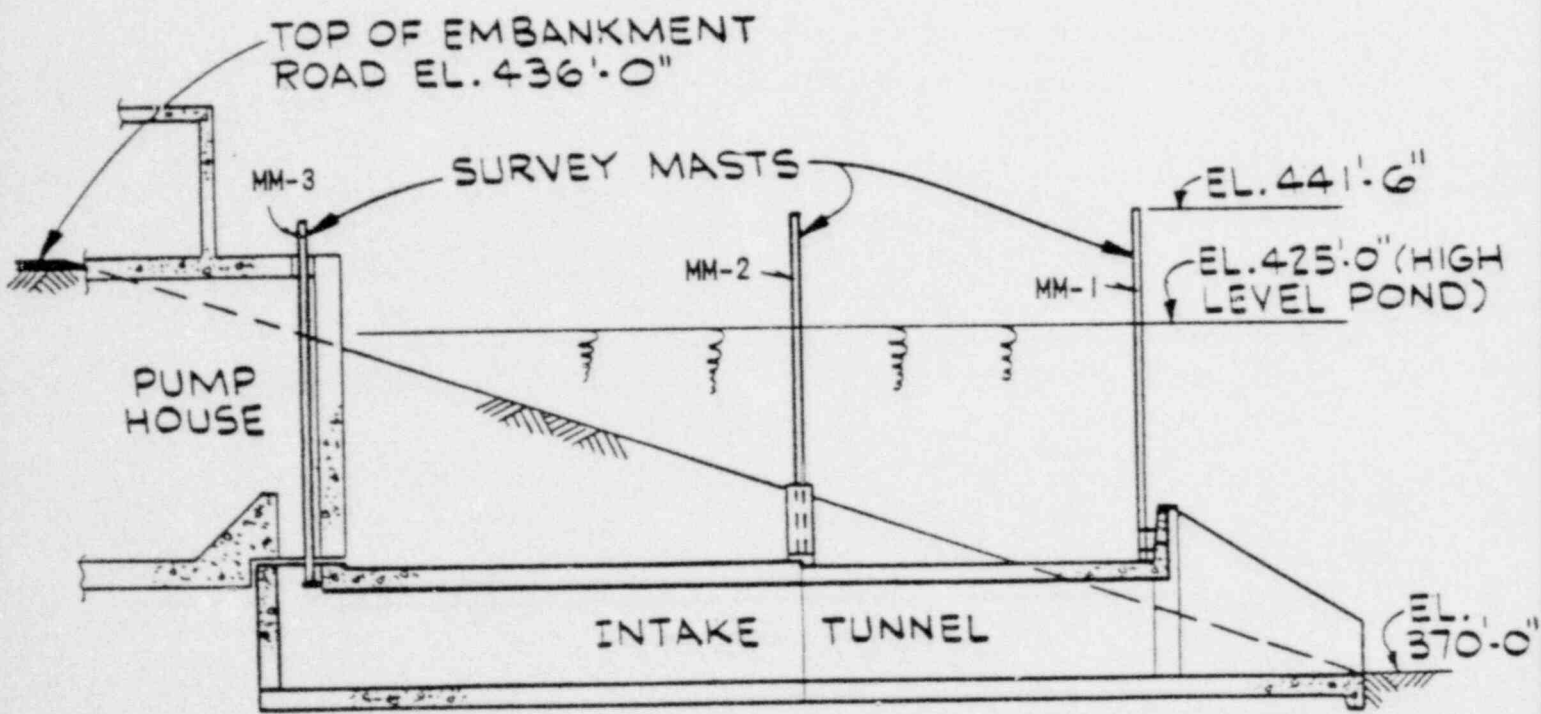 TOP OF EMBANKMENT
ROAD EL. 436'-0"
MM-3
SURVEY MASTS
EL. 441'-6"
MM-2
MM-1
EL. 425'-0" (HIGH
LEVEL POND)
PUMP
HOUSE
INTAKE TUNNEL
EL.
370'-0"